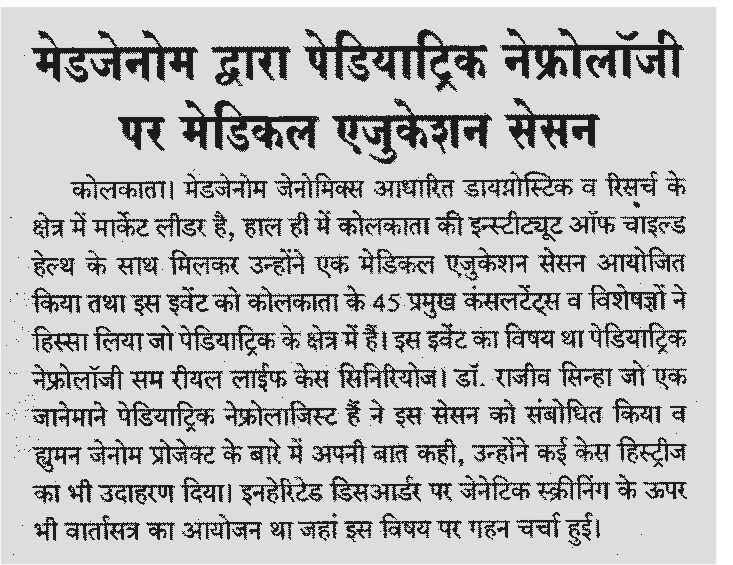 मेडजेनोम द्वारा पेडियाट्रिक नेफ्रोलॉजी
पर मेडिकल एजुकेशन सेसन
कोलकाता। मेडजेनोम जेनोमिक्स आधारित डायग्नोस्टिक व रिसर्च के
क्षेत्र में मार्केट लीडर है, हाल ही में कोलकाता की इन्स्टीट्यूट ऑफ चाइल्ड
हेल्थ के साथ मिलकर उन्होंने एक मेडिकल एजुकेशन सेसन आयोजित
किया तथा इस इवेंट को कोलकाता के 45 प्रमुख कंसलटेंट्स व विशेषज्ञों ने
हिस्सा लिया जो पेडियाट्रिक के क्षेत्र में हैं। इस इवेंट का विषय था पेडियाट्रिक
नेफ्रोलॉजी सम रीयल लाईफ केस सिनिरियोज। डॉ. राजीव सिन्हा जो एक
जानेमाने पेडियाट्रिक नेफ्रोलाजिस्ट हैं ने इस सेसन को संबोधित किया व
ह्युमन जेनोम प्रोजेक्ट के बारे में अपनी बात कही, उन्होंने कई केस हिस्ट्रीज
का भी उदाहरण दिया। इनहेरिटेड डिसआर्डर पर जेनेटिक स्क्रीनिंग के ऊपर
भी वार्तासत्र का आयोजन था जहां इस विषय पर गहन चर्चा हुई।